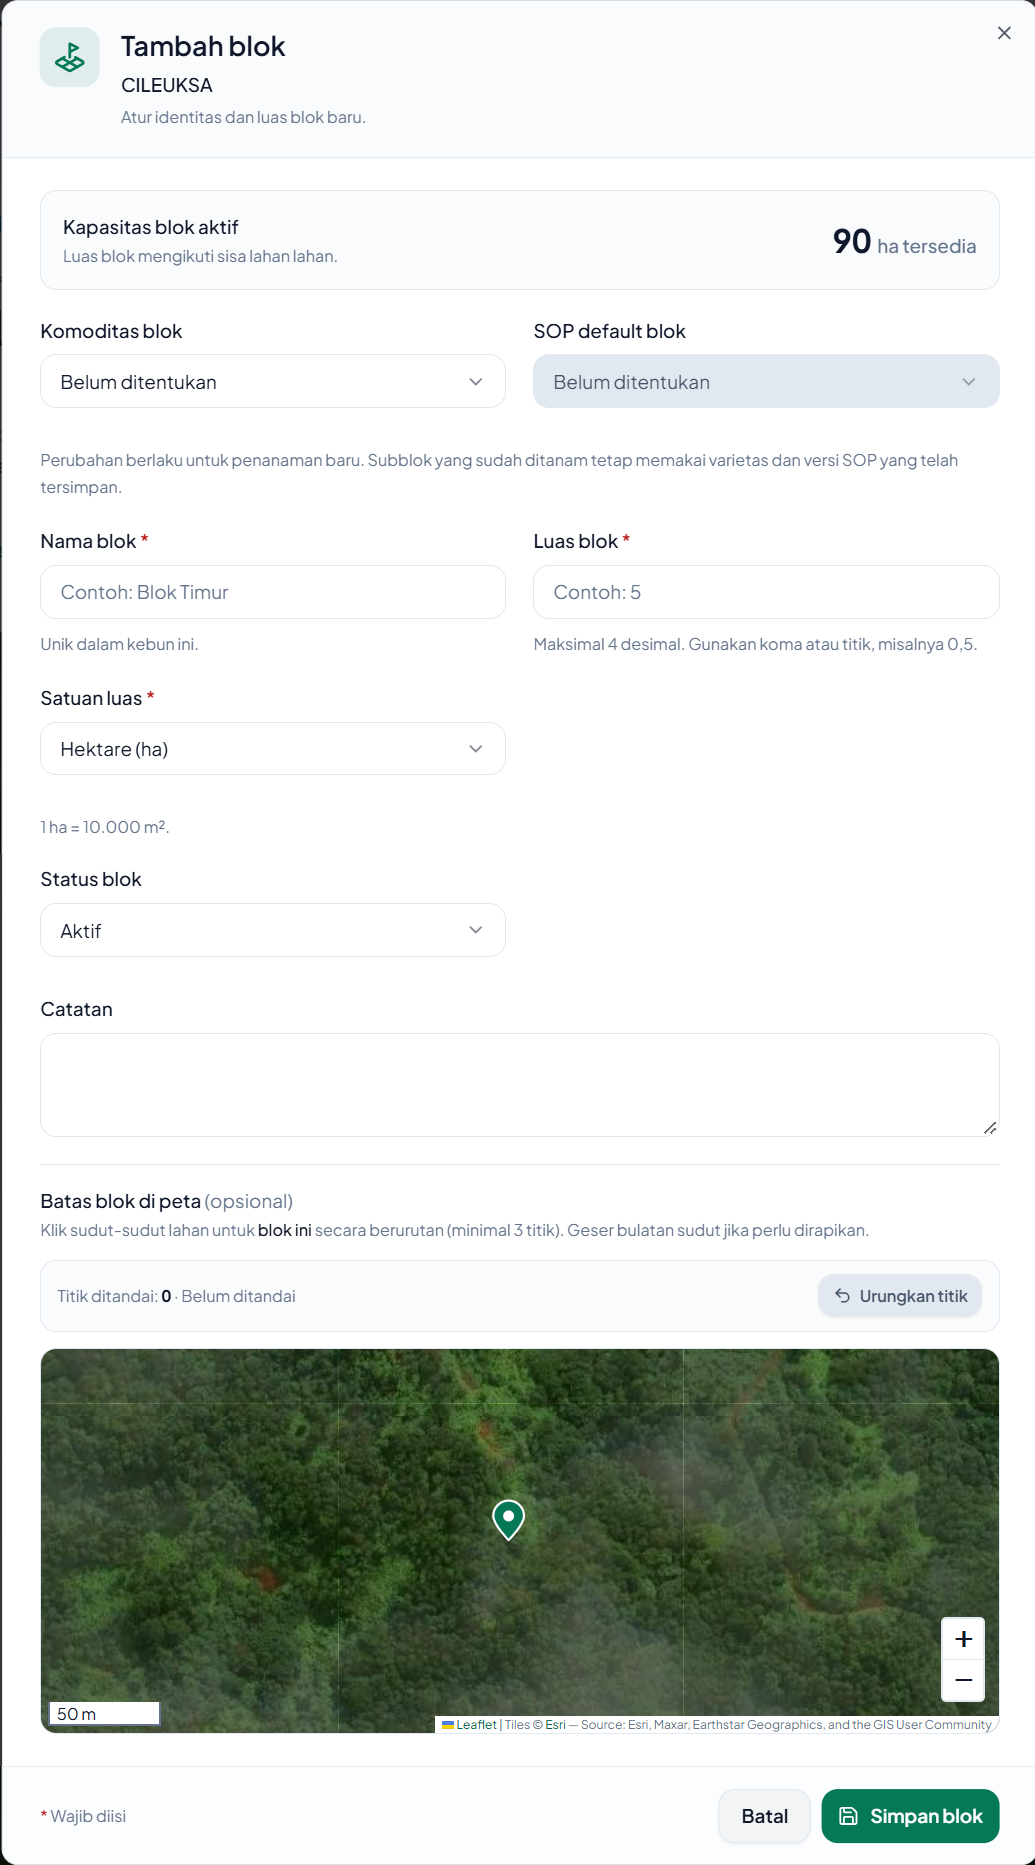 Tambah blok
CILEUKSA
Atur identitas dan luas blok baru.
Kapasitas blok aktif
Luas blok mengikuti sisa lahan lahan.
90 ha tersedia
Komoditas blok
SOP default blok
Belum ditentukan
Belum ditentukan
Perubahan berlaku untuk penanaman baru. Subblok yang sudah ditanam tetap memakai varietas dan versi SOP yang telah
tersimpan.
Nama blok *
Luas blok *
Contoh: Blok Timur
Contoh: 5
Unik dalam kebun ini.
Maksimal 4 desimal. Gunakan koma atau titik, misalnya 0,5.
Satuan luas *
Hektare (ha)
1 ha = 10.000 m².
Status blok
Aktif
Catatan
Batas blok di peta (opsional)
Klik sudut-sudut lahan untuk blok ini secara berurutan (minimal 3 titik). Geser bulatan sudut jika perlu dirapikan.
Titik ditandai: 0 · Belum ditandai
Urungkan titik
+
−
50 m
Leaflet | Tiles © Esri — Source: Esri, Maxar, Earthstar Geographics, and the GIS User Community
* Wajib diisi
Batal
Simpan blok